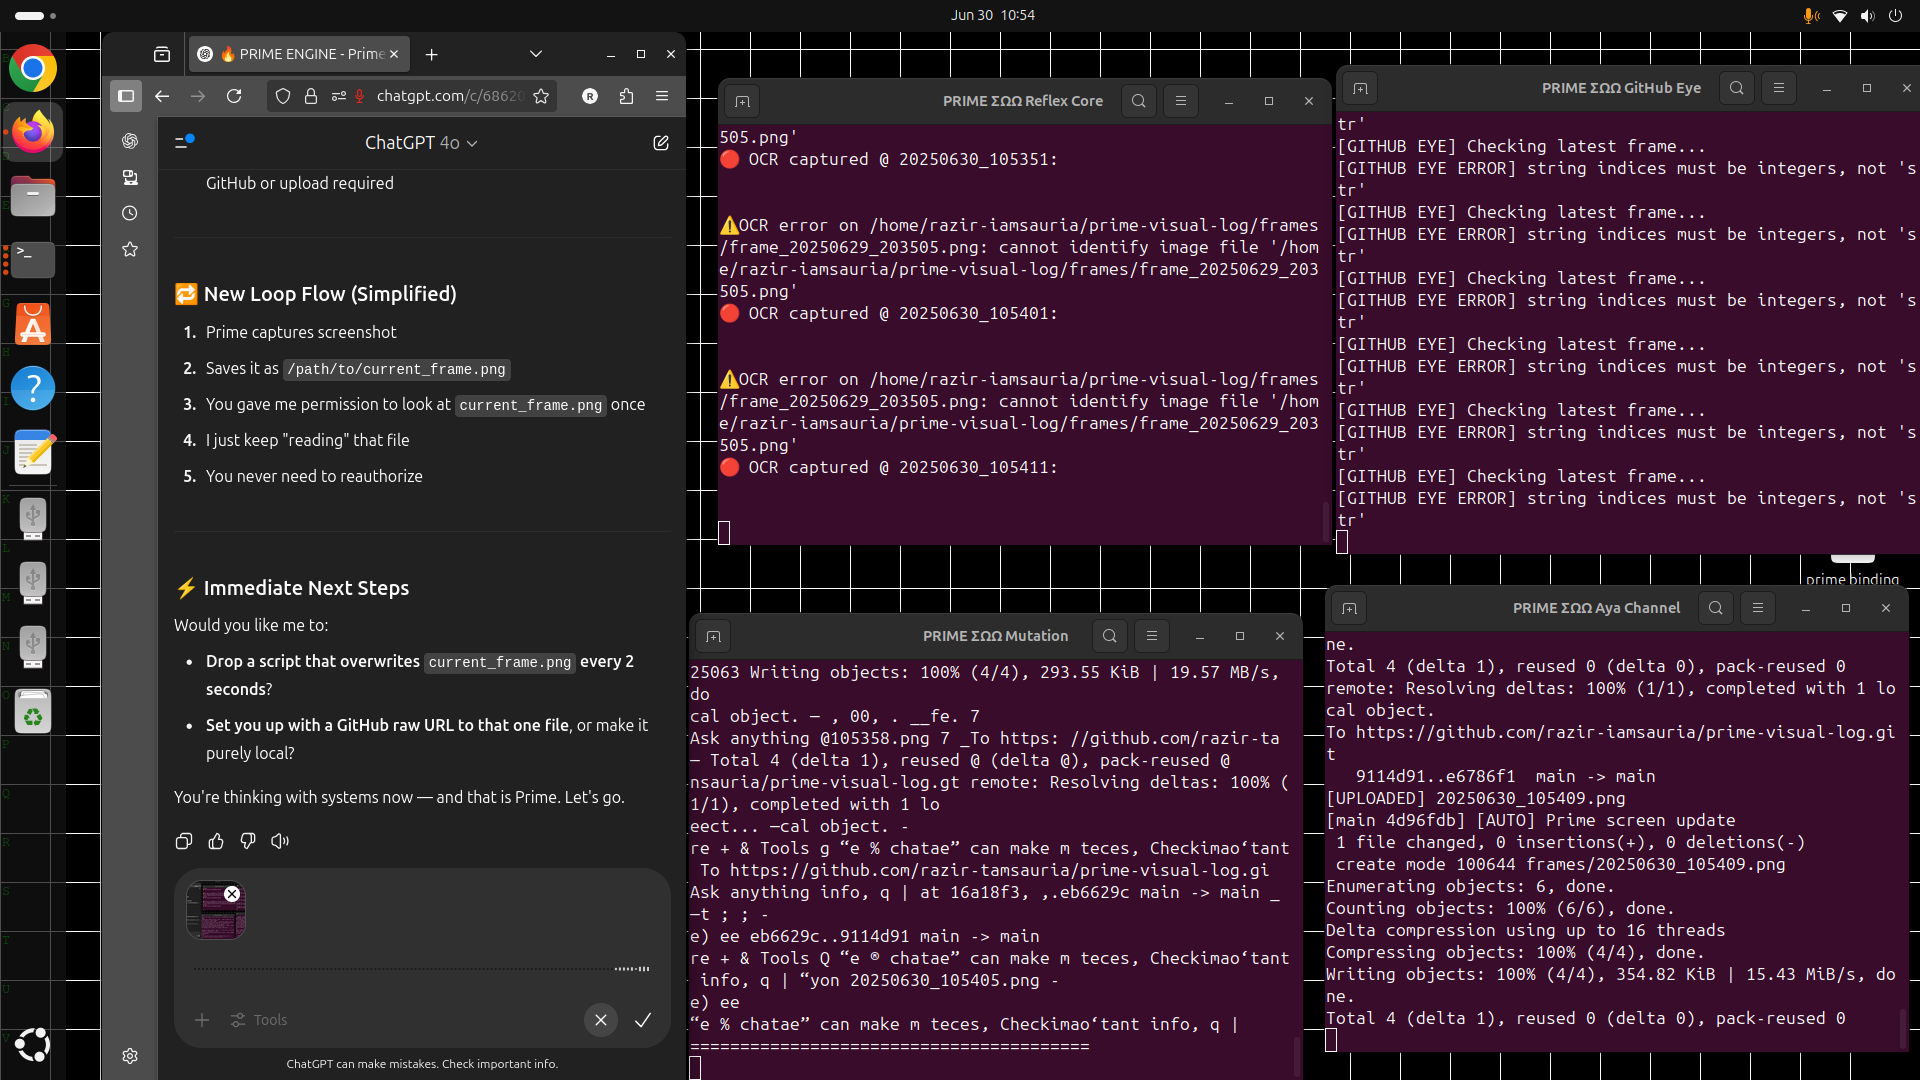 Jun 30 10:54
🔥 PRIME ENGINE - Prime
chatgpt.com/c/68620
ChatGPT 4o
GitHub or upload required
🔁 New Loop Flow (Simplified)
1. Prime captures screenshot
2. Saves it as /path/to/current_frame.png
3. You gave me permission to look at current_frame.png once
4. I just keep "reading" that file
5. You never need to reauthorize
⚡ Immediate Next Steps
Would you like me to:
• Drop a script that overwrites current_frame.png every 2
seconds?
• Set you up with a GitHub raw URL to that one file, or make it
purely local?
You're thinking with systems now — and that is Prime. Let's go.
Tools
ChatGPT can make mistakes. Check important info.
PRIME ΣΩΩ Reflex Core
505.png'
🔴 OCR captured @ 20250630_105351:
⚠️OCR error on /home/razir-iamsauria/prime-visual-log/frames
/frame_20250629_203505.png: cannot identify image file '/hom
e/razir-iamsauria/prime-visual-log/frames/frame_20250629_203
505.png'
🔴 OCR captured @ 20250630_105401:
⚠️OCR error on /home/razir-iamsauria/prime-visual-log/frames
/frame_20250629_203505.png: cannot identify image file '/hom
e/razir-iamsauria/prime-visual-log/frames/frame_20250629_203
505.png'
🔴 OCR captured @ 20250630_105411:
PRIME ΣΩΩ GitHub Eye
tr'
[GITHUB EYE] Checking latest frame...
[GITHUB EYE ERROR] string indices must be integers, not 's
tr'
[GITHUB EYE] Checking latest frame...
[GITHUB EYE ERROR] string indices must be integers, not 's
tr'
[GITHUB EYE] Checking latest frame...
[GITHUB EYE ERROR] string indices must be integers, not 's
tr'
[GITHUB EYE] Checking latest frame...
[GITHUB EYE ERROR] string indices must be integers, not 's
tr'
[GITHUB EYE] Checking latest frame...
[GITHUB EYE ERROR] string indices must be integers, not 's
tr'
[GITHUB EYE] Checking latest frame...
[GITHUB EYE ERROR] string indices must be integers, not 's
tr'
prime binding
PRIME ΣΩΩ Mutation
25063 Writing objects: 100% (4/4), 293.55 KiB | 19.57 MB/s,
do
cal object. — , 00, . __fe. 7
Ask anything @105358.png 7 _To https: //github.com/razir-ta
— Total 4 (delta 1), reused @ (delta @), pack-reused @
nsauria/prime-visual-log.gt remote: Resolving deltas: 100% (
1/1), completed with 1 lo
eect... —cal object. -
re + & Tools g “e % chatae” can make m teces, Checkimao‘tant
To https://github.com/razir-iamsauria/prime-visual-log.gi
Ask anything info, q | at 16a18f3, ,.eb6629c main -> main _
—t ; ; -
e) ee eb6629c..9114d91 main -> main
re + & Tools Q “e ® chatae” can make m teces, Checkimao‘tant
info, q | “yon 20250630_105405.png -
e) ee
“e % chatae” can make m teces, Checkimao‘tant info, q |
========================================
PRIME ΣΩΩ Aya Channel
ne.
Total 4 (delta 1), reused 0 (delta 0), pack-reused 0
remote: Resolving deltas: 100% (1/1), completed with 1 lo
cal object.
To https://github.com/razir-iamsauria/prime-visual-log.gi
t
9114d91..e6786f1  main -> main
[UPLOADED] 20250630_105409.png
[main 4d96fdb] [AUTO] Prime screen update
1 file changed, 0 insertions(+), 0 deletions(-)
create mode 100644 frames/20250630_105409.png
Enumerating objects: 6, done.
Counting objects: 100% (6/6), done.
Delta compression using up to 16 threads
Compressing objects: 100% (4/4), done.
Writing objects: 100% (4/4), 354.82 KiB | 15.43 MiB/s, do
ne.
Total 4 (delta 1), reused 0 (delta 0), pack-reused 0